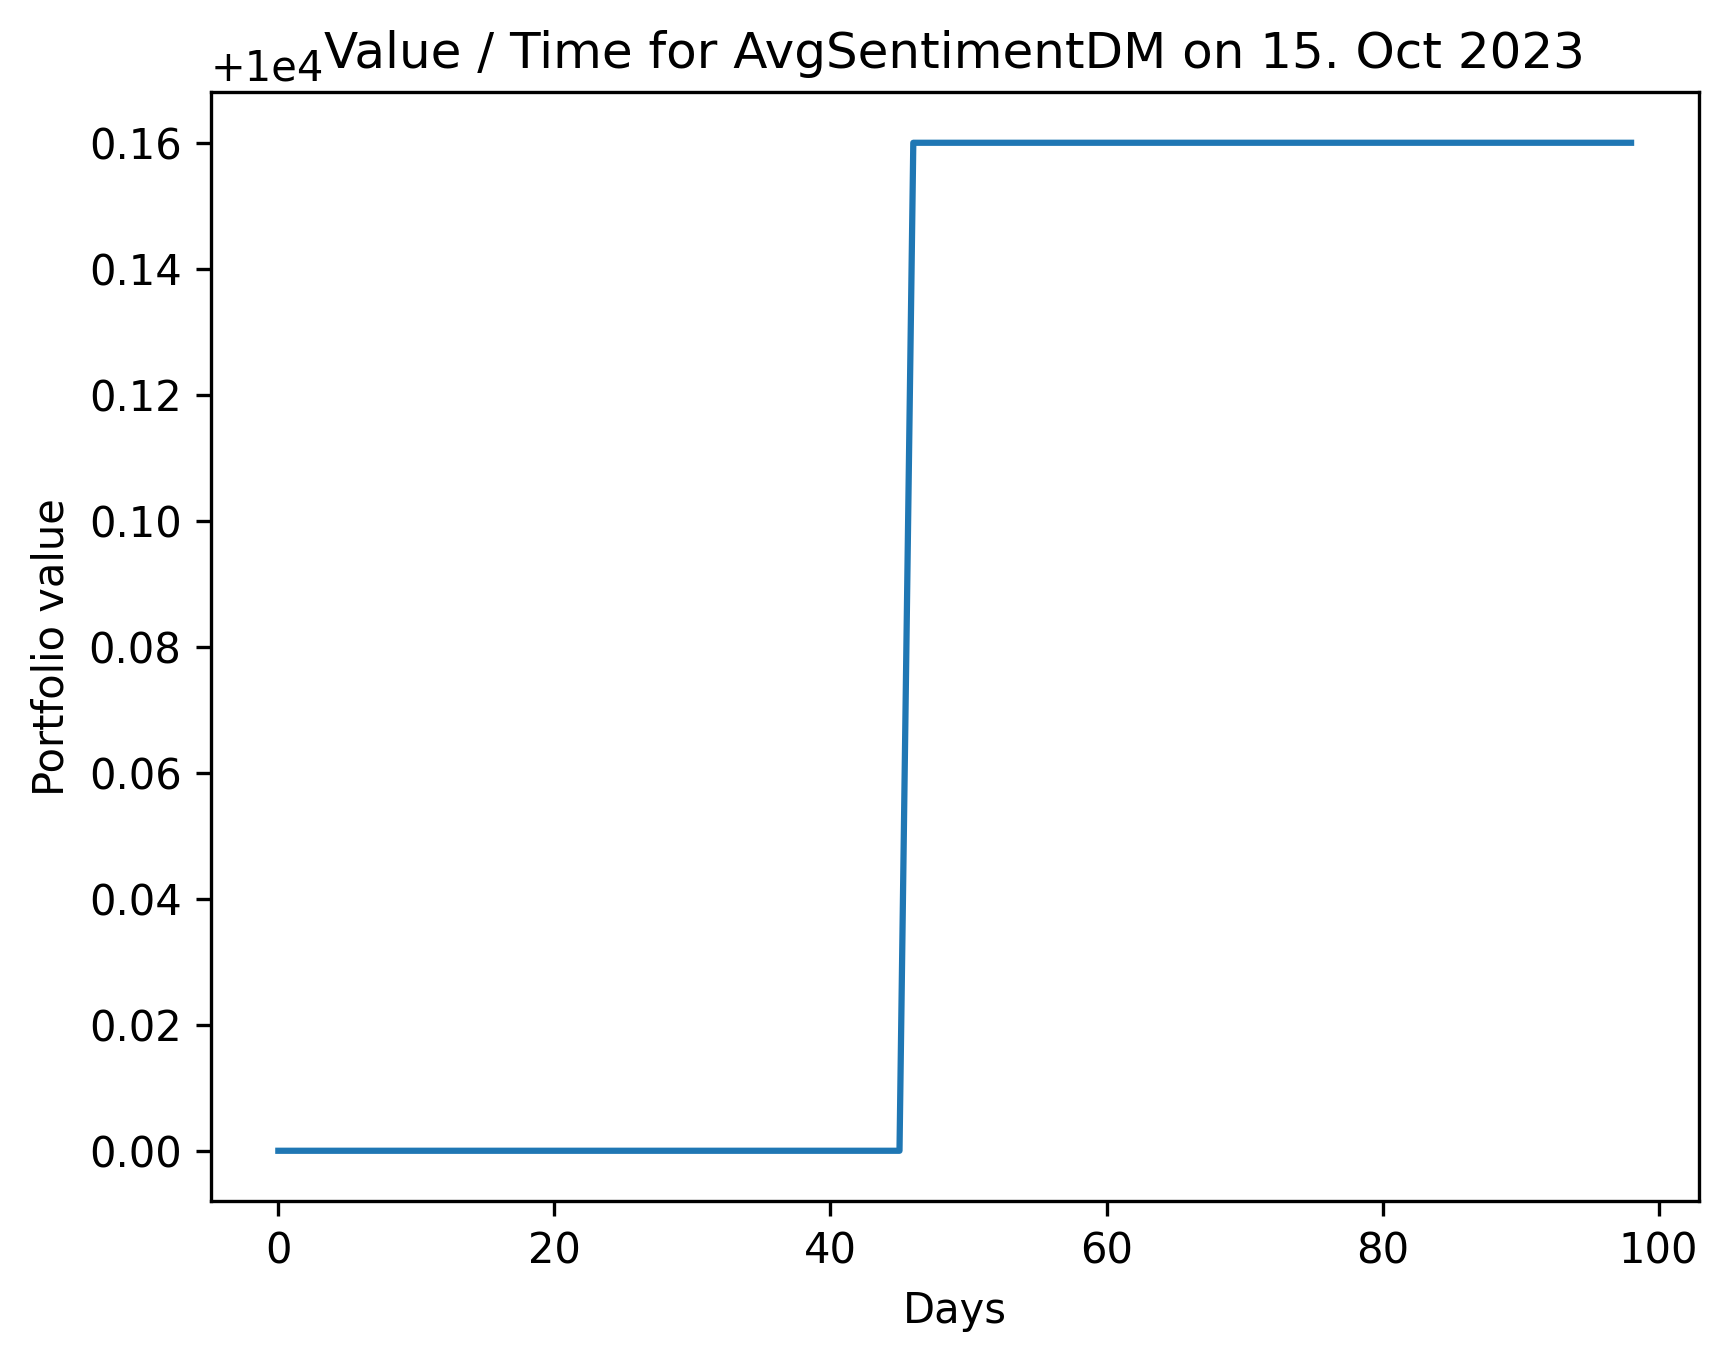 Value / Time for AvgSentimentDM on 15. Oct 2023
+1e4
0.16
0.14
0.12
0.10
0.08
0.06
0.04
0.02
0.00
Portfolio value
0 20 40 60 80 100
Days